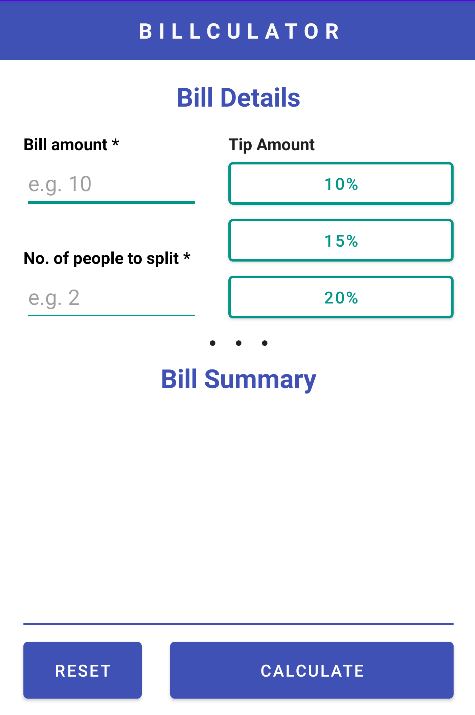 BILLCULATOR
Bill Details
Bill amount *
e.g. 10
Tip Amount
10%
15%
20%
No. of people to split *
e.g. 2
• • •
Bill Summary
RESET
CALCULATE